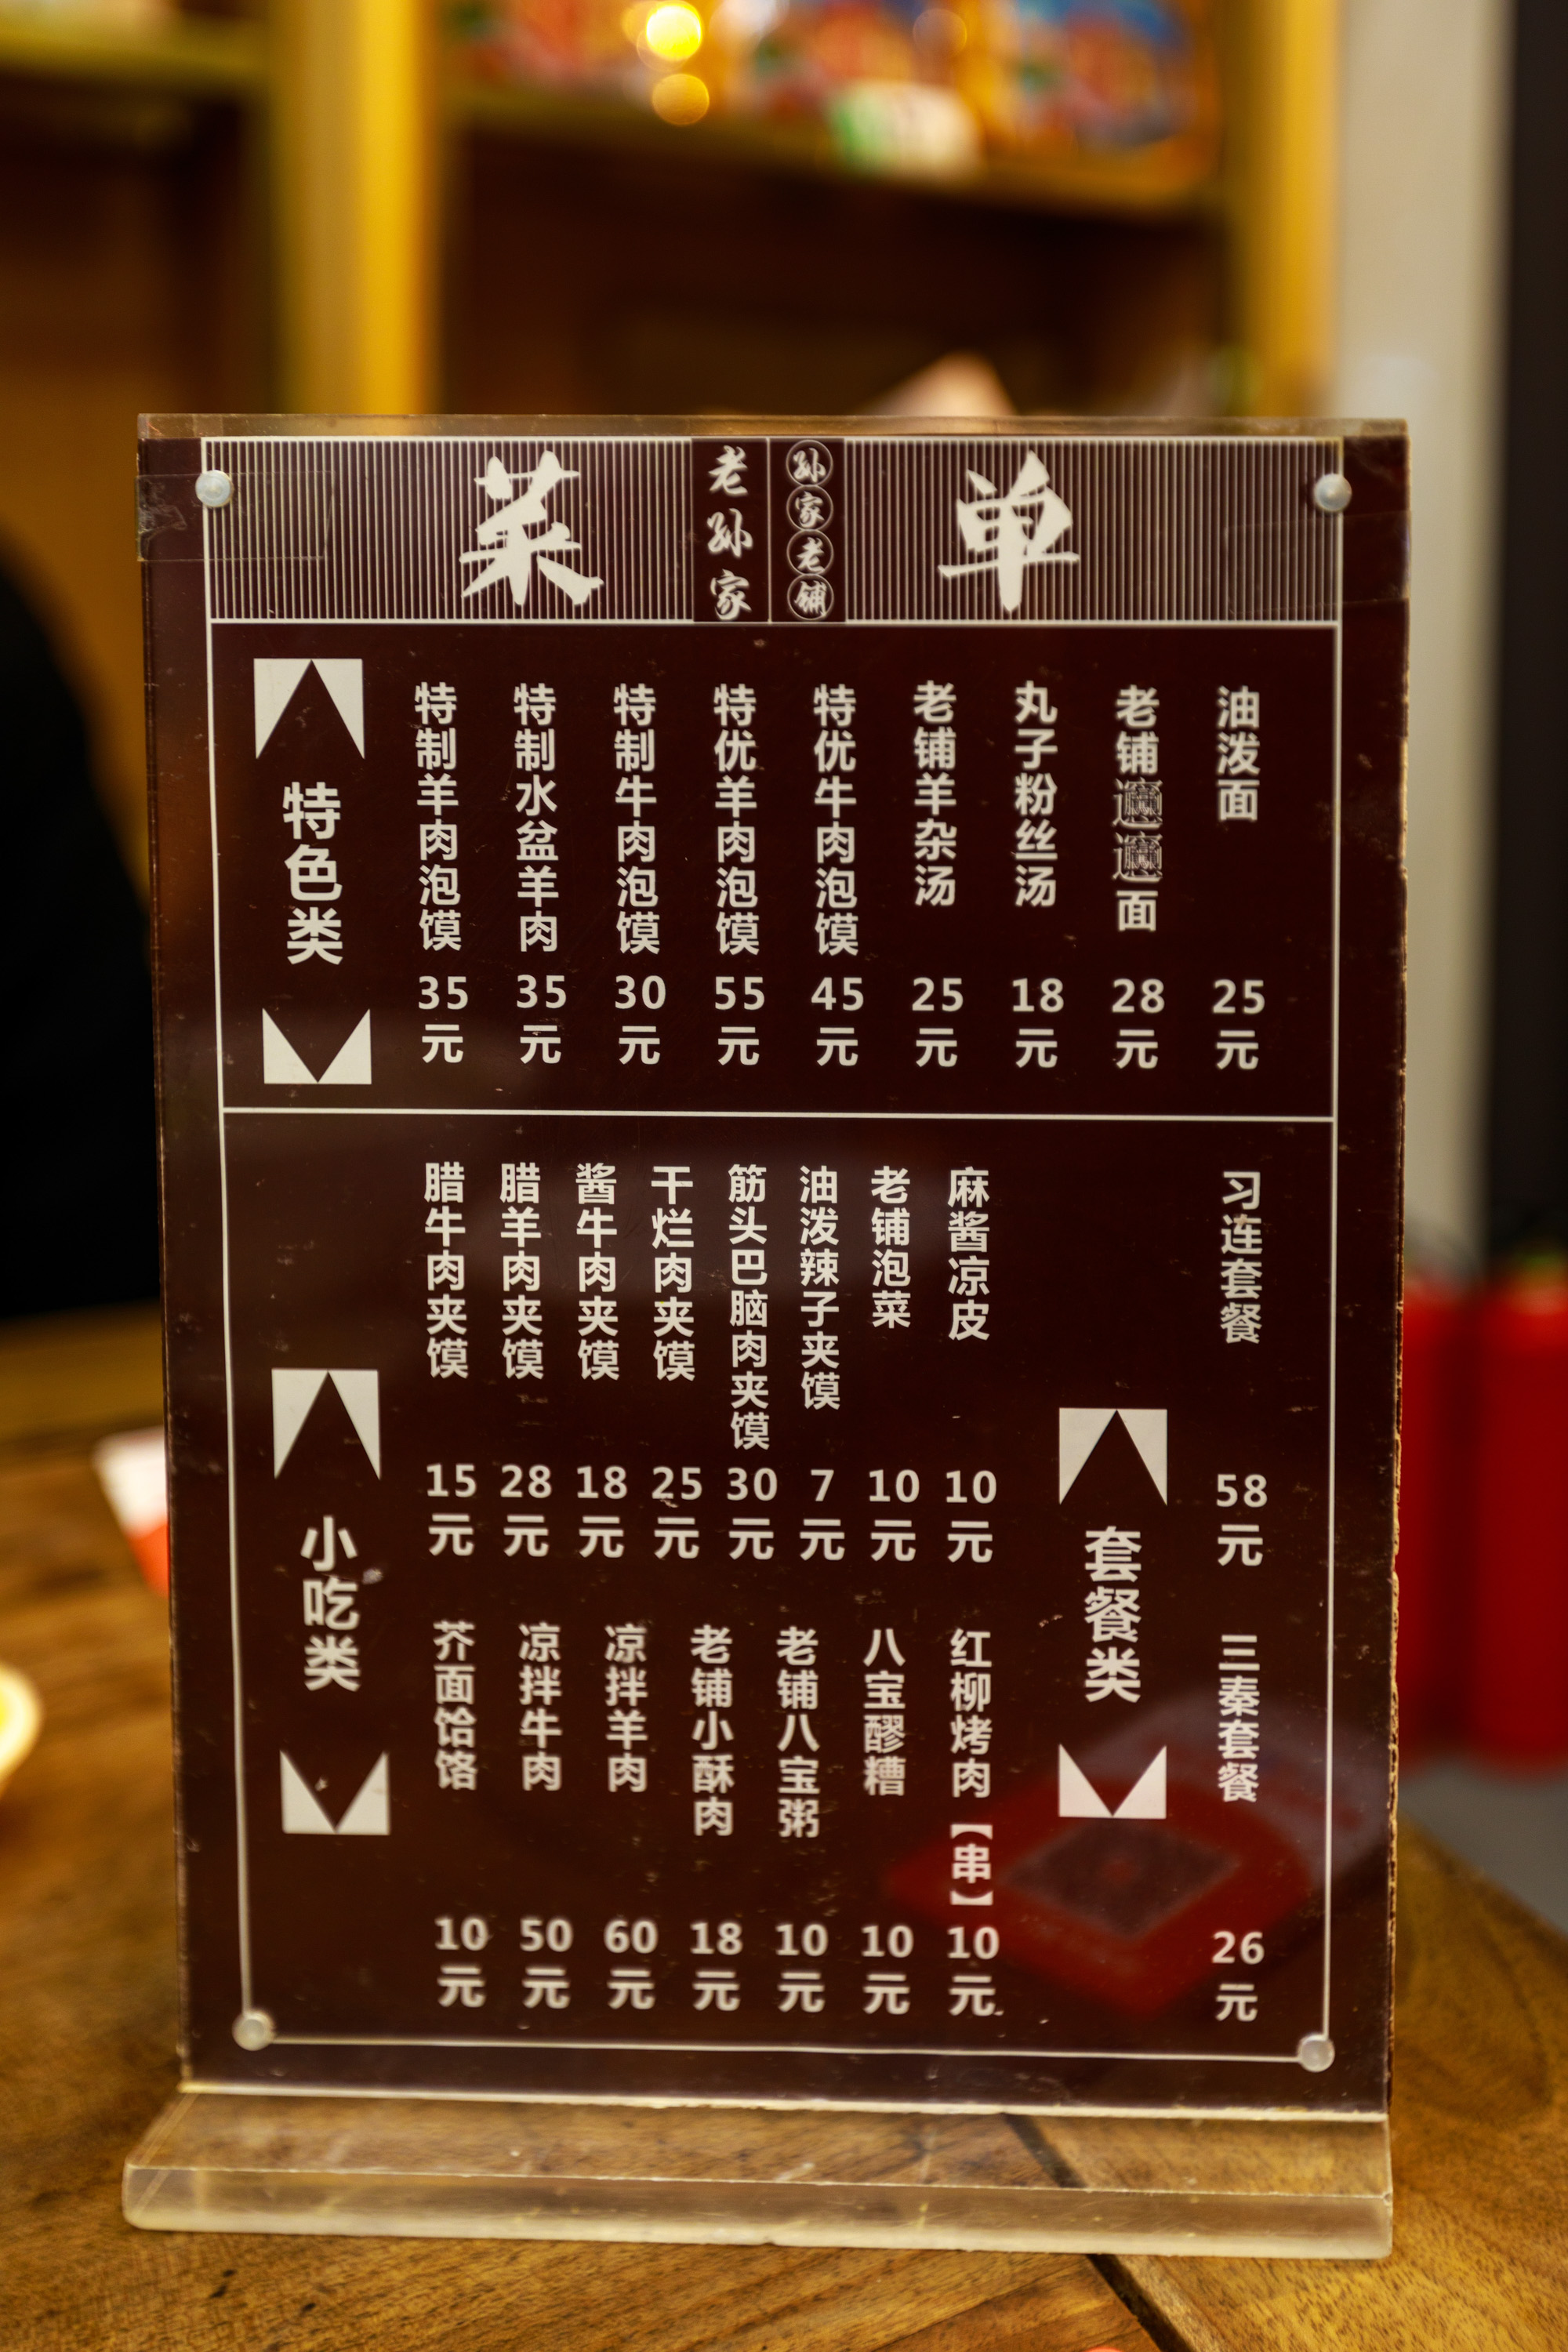 菜单
老孙家
孙家老铺
特色类
特制羊肉泡馍 35元
特制水盆羊肉 35元
特制牛肉泡馍 30元
特优羊肉泡馍 55元
特优牛肉泡馍 45元
老铺羊杂汤 25元
丸子粉丝汤 18元
老铺𰻝𰻝面 28元
油泼面 25元
小吃类
腊牛肉夹馍 15元
腊羊肉夹馍 28元
酱牛肉夹馍 18元
干烂肉夹馍 25元
筋头巴脑肉夹馍 30元
油泼辣子夹馍 7元
老铺泡菜 10元
麻酱凉皮 10元
芥面饸饹 10元
凉拌牛肉 50元
凉拌羊肉 60元
老铺小酥肉 18元
老铺八宝粥 10元
八宝醪糟 10元
红柳烤肉【串】 10元
套餐类
习连套餐 58元
三秦套餐 26元